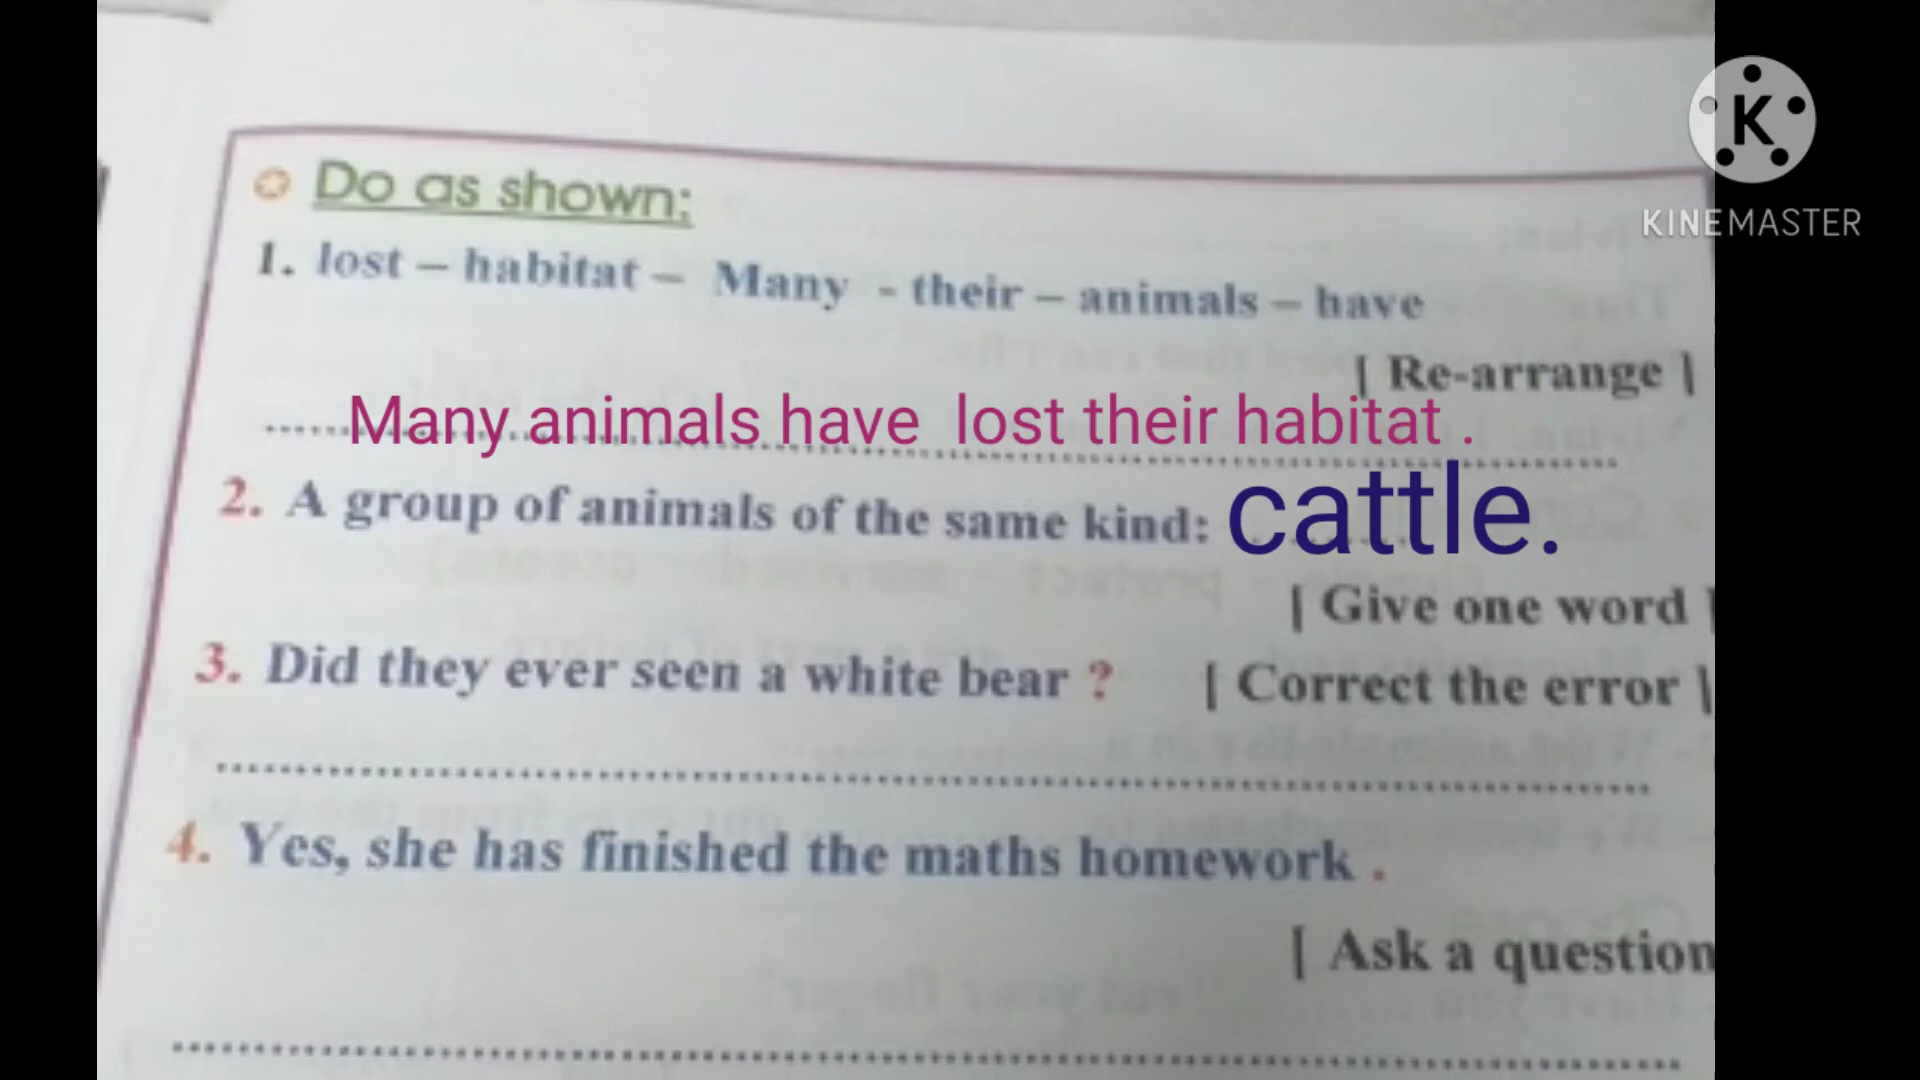 Do as shown:
1. lost – habitat – Many - their – animals – have
[ Re-arrange ]
Many animals have lost their habitat .
2. A group of animals of the same kind: cattle.
[ Give one word ]
3. Did they ever seen a white bear ? [ Correct the error ]
4. Yes, she has finished the maths homework .
[ Ask a question
K
KINEMASTER